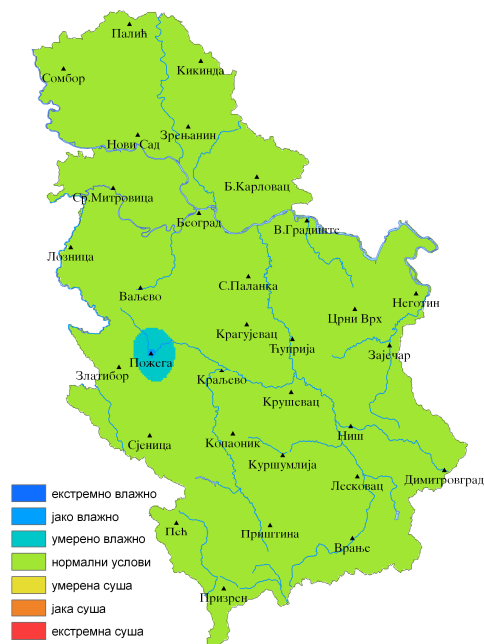 Палић
Кикинда
Сомбор
Зрењанин
Нови Сад
Б.Карловац
Ср.Митровица
Београд
В.Градиште
Лозница
С.Паланка
Ваљево
Неготин
Црни Врх
Крагујевац
Ћуприја
Зајечар
Пожега
Златибор
Краљево
Крушевац
Ниш
Сјеница
Копаоник
Куршумлија
Димитровград
Лесковац
екстремно влажно
јако влажно
Пећ
Приштина
умерено влажно
Врање
нормални услови
умерена суша
Призрен
јака суша
екстремна суша